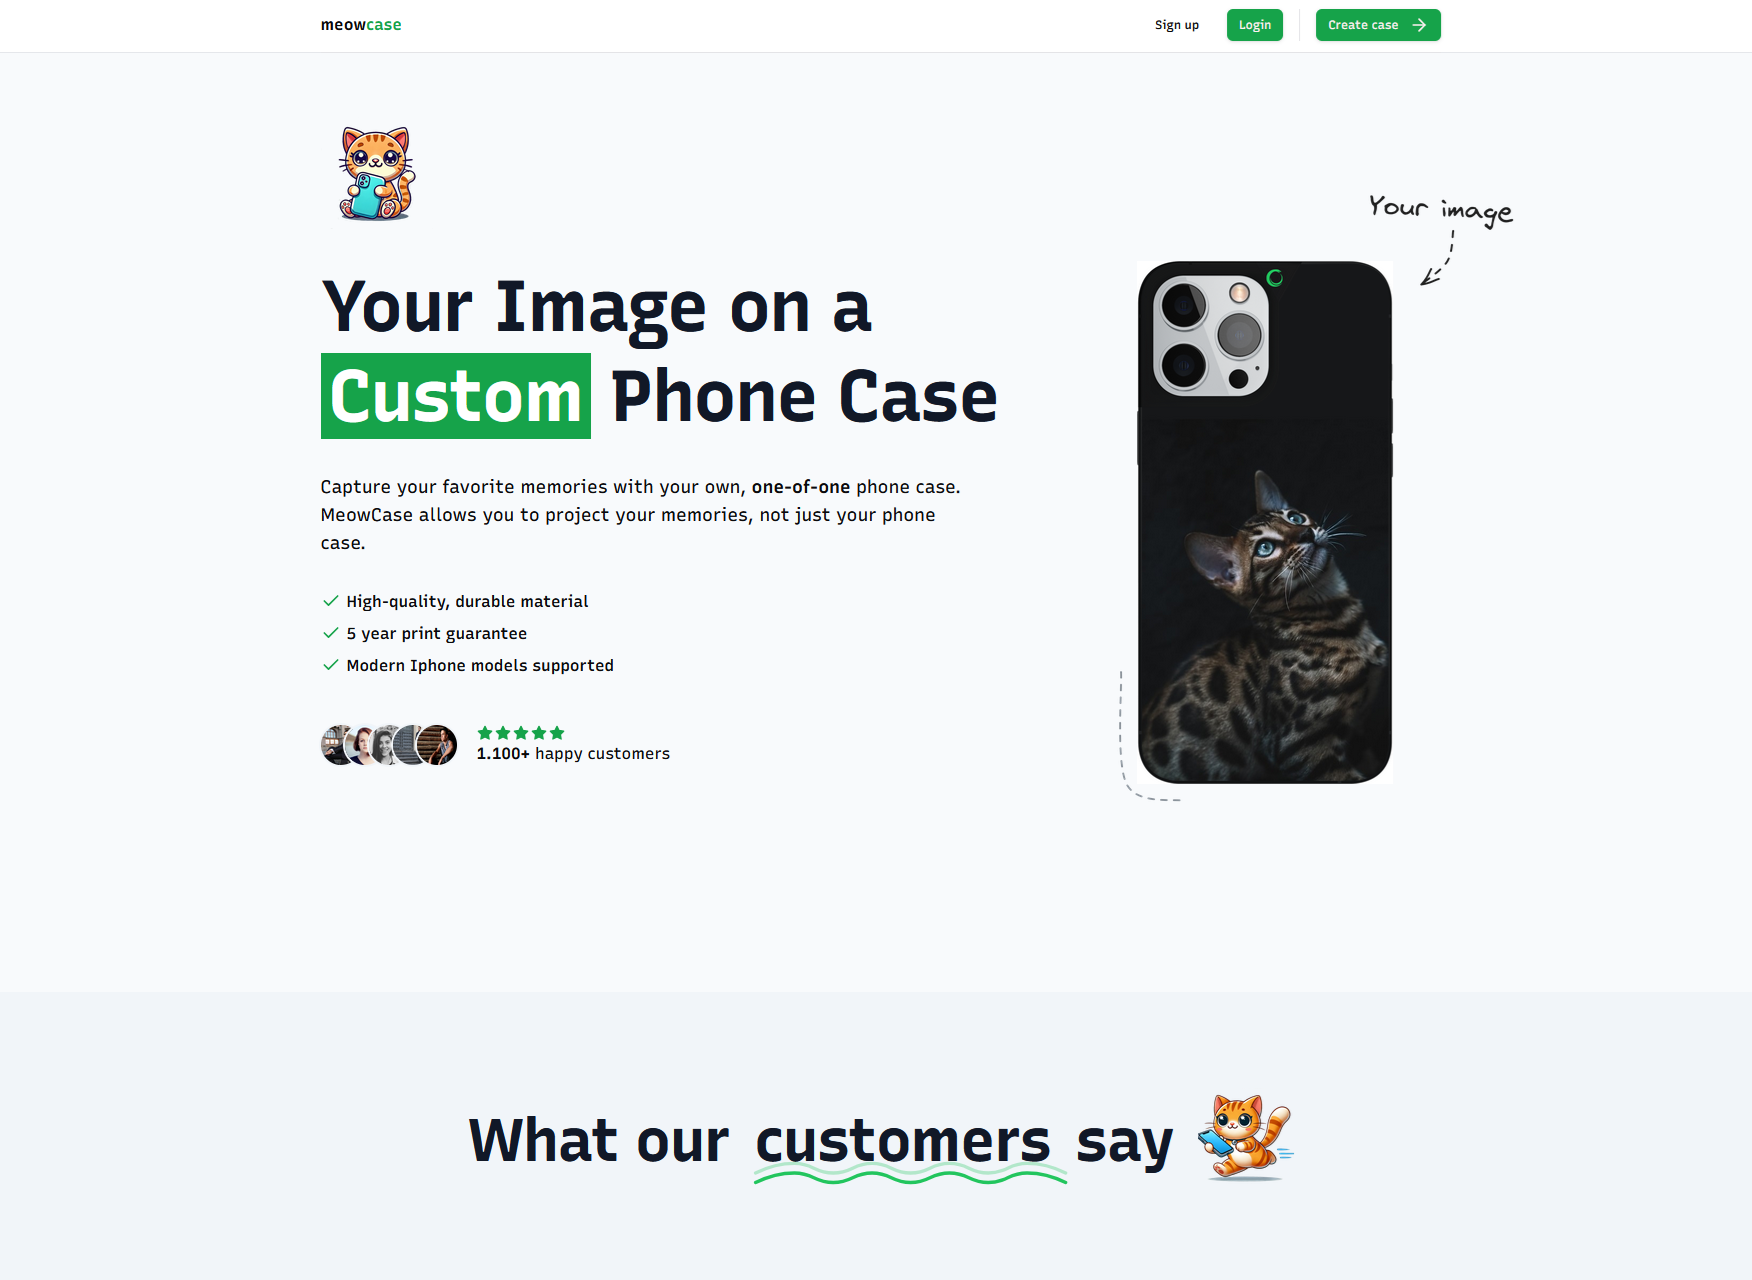 meowcase
Sign up
Login
Create case
Your image
Your Image on a
Custom Phone Case
Capture your favorite memories with your own, one-of-one phone case.
MeowCase allows you to project your memories, not just your phone
case.
High-quality, durable material
5 year print guarantee
Modern Iphone models supported
1.100+ happy customers
What our customers say